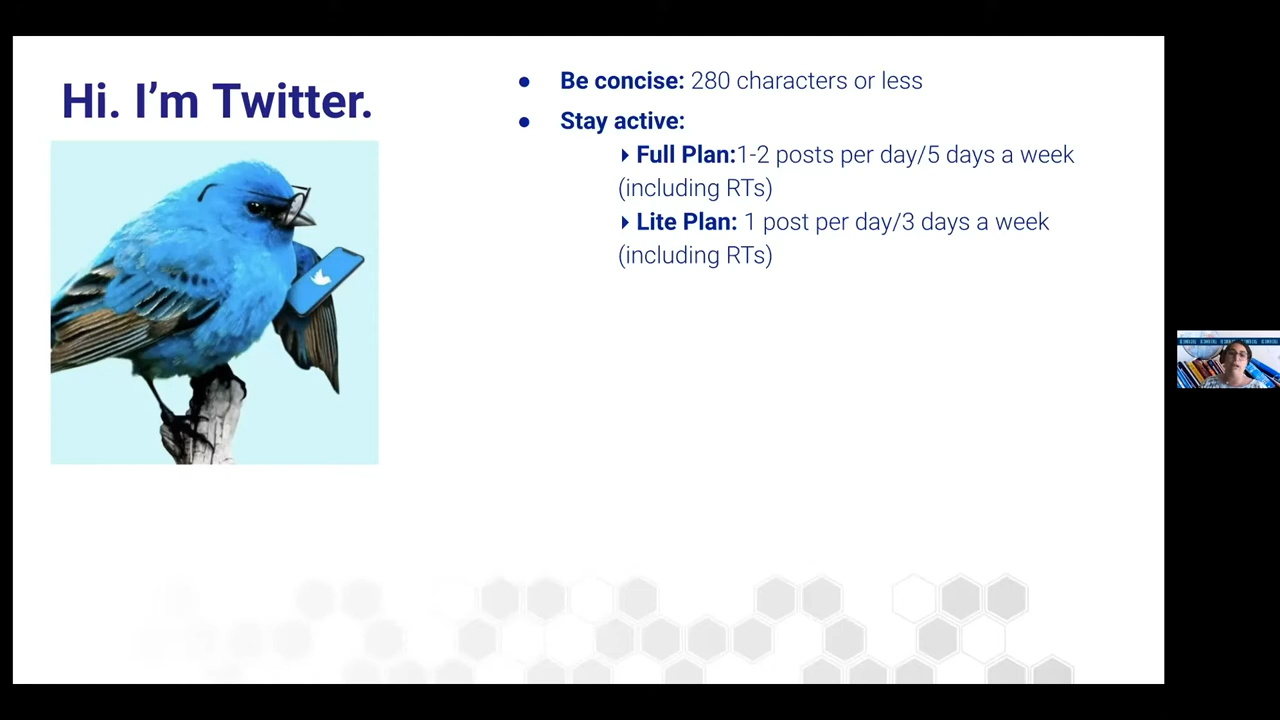 Hi. I’m Twitter.
● Be concise: 280 characters or less
● Stay active:
Full Plan:1-2 posts per day/5 days a week
(including RTs)
Lite Plan: 1 post per day/3 days a week
(including RTs)